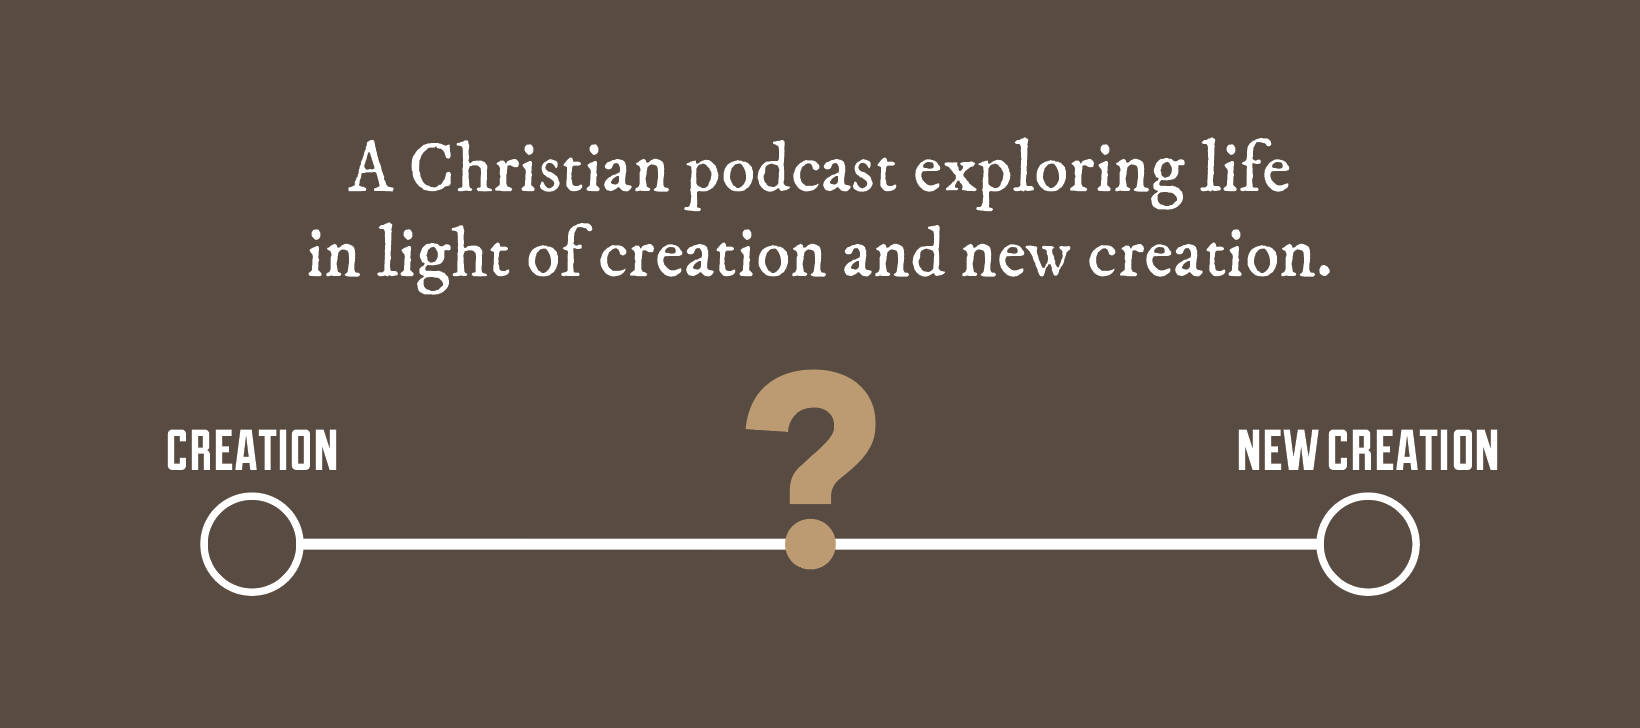 A Christian podcast exploring life
in light of creation and new creation.
?
CREATION
NEW CREATION